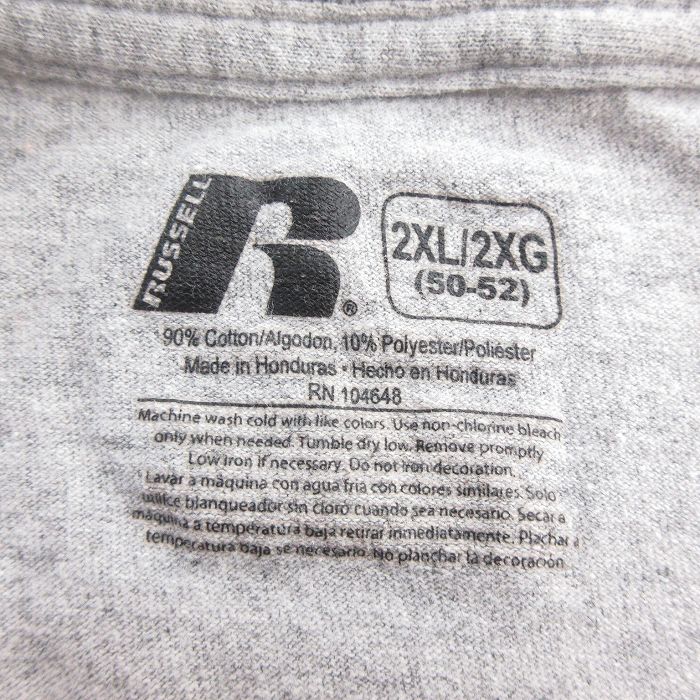 RUSSELL
R®
2XL/2XG
(50-52)
90% Cotton/Algodon, 10% Polyester/Poliéster
Made in Honduras • Hecho en Honduras
RN 104648
Machine wash cold with like colors. Use non-chlorine bleach
only when needed. Tumble dry low. Remove promptly
Low iron if necessary. Do not iron decoration.
Lavar a máquina con agua fria con colores similares. Solo
utilice blanqueador sin cloro cuando sea necesario. Secar a
máquina a temperatura baja retirar inmediatamente. Planchar a
temperatura baja se necesario. No planchar la decoración